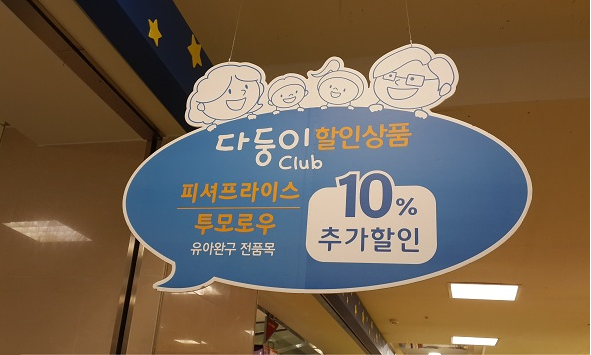 다둥이 할인상품
Club
피셔프라이스
투모로우
유아완구 전품목
10%
추가할인